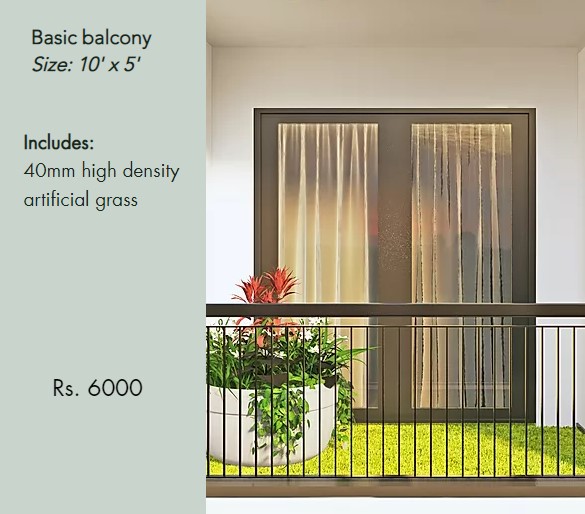 Basic balcony
Size: 10' x 5'
Includes:
40mm high density
artificial grass
Rs. 6000